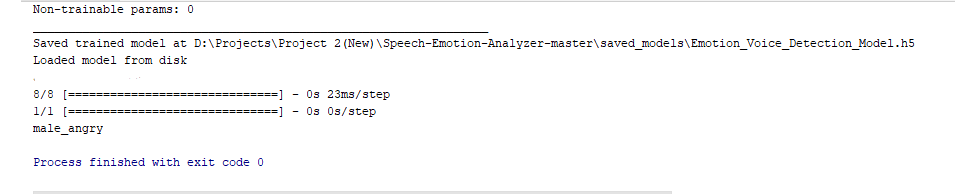 Non-trainable params: 0
_________________________________________________________________
Saved trained model at D:\Projects\Project 2(New)\Speech-Emotion-Analyzer-master\saved_models\Emotion_Voice_Detection_Model.h5
Loaded model from disk
8/8 [==============================] - 0s 23ms/step
1/1 [==============================] - 0s 0s/step
male_angry
Process finished with exit code 0